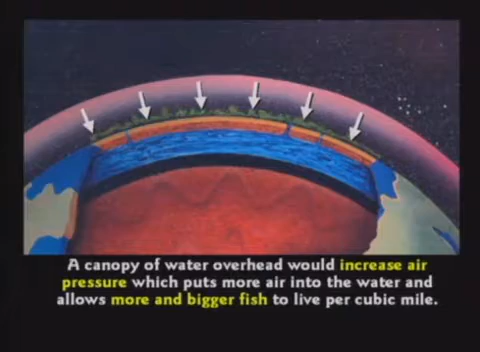 A canopy of water overhead would increase air
pressure which puts more air into the water and
allows more and bigger fish to live per cubic mile.